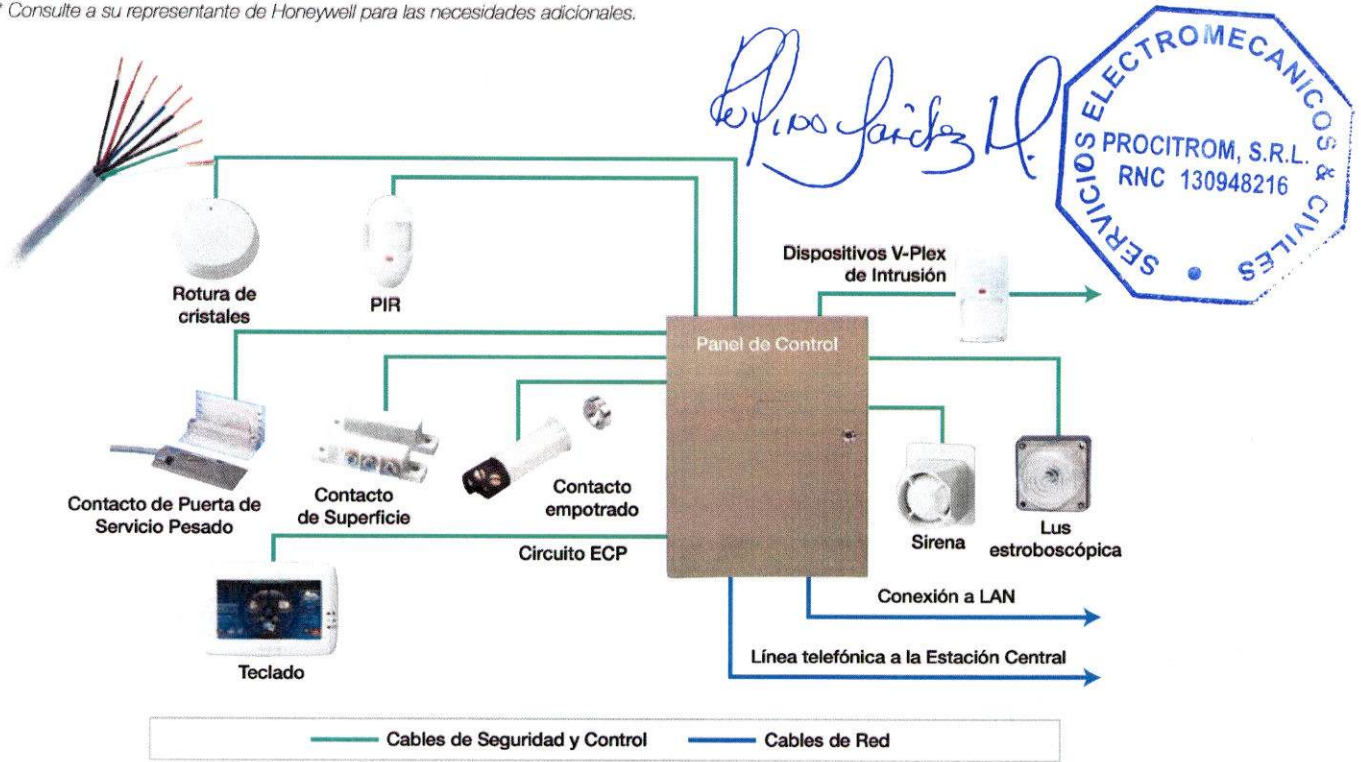 * Consulte a su representante de Honeywell para las necesidades adicionales.
Sánchez
SERVICIOS ELECTROMECANICOS & CIVILES
PROCITROM, S.R.L.
RNC 130948216
Rotura de
cristales
PIR
Dispositivos V-Plex
de Intrusión
Panel de Control
Contacto de Puerta de
Servicio Pesado
Contacto
de Superficie
Contacto
empotrado
Sirena
Lus
estroboscópica
Circuito ECP
Teclado
Conexión a LAN
Línea telefónica a la Estación Central
Cables de Seguridad y Control
Cables de Red